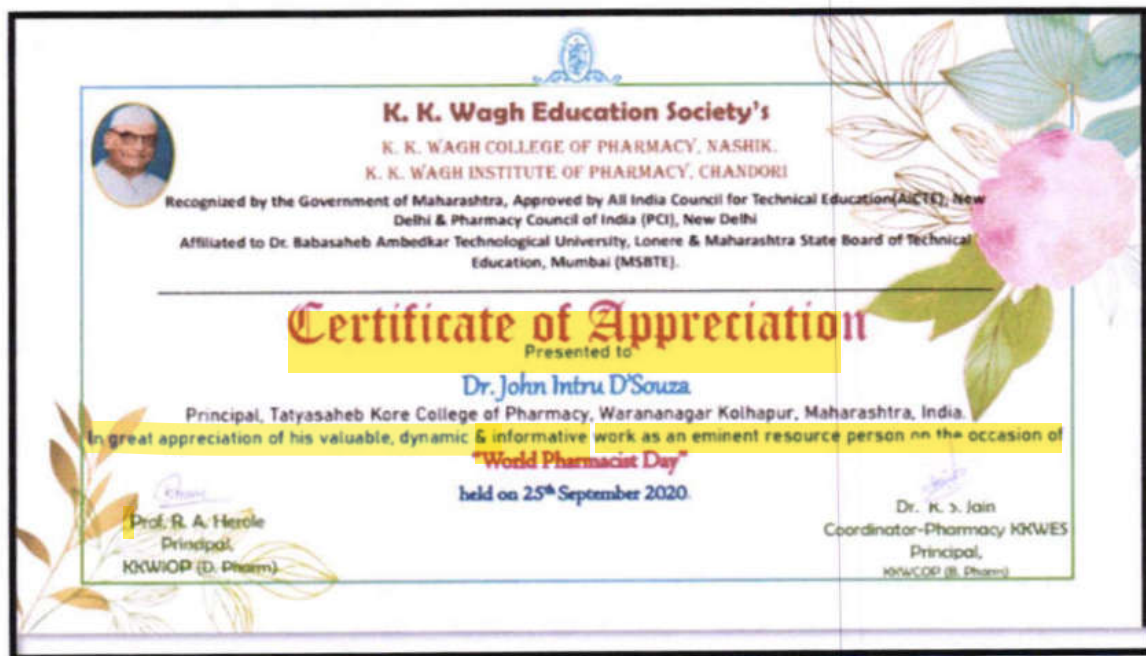 K. K. Wagh Education Society's
K. K. WAGH COLLEGE OF PHARMACY, NASHIK.
K. K. WAGH INSTITUTE OF PHARMACY, CHANDORI
Recognized by the Government of Maharashtra, Approved by All India Council for Technical Education(AICTE), New
Delhi & Pharmacy Council of India (PCI), New Delhi
Affiliated to Dr. Babasaheb Ambedkar Technological University, Lonere & Maharashtra State Board of Technical
Education, Mumbai (MSBTE).
Certificate of Appreciation
Presented to
Dr. John Intru D'Souza
Principal, Tatyasaheb Kore College of Pharmacy, Warananagar Kolhapur, Maharashtra, India.
In great appreciation of his valuable, dynamic & informative work as an eminent resource person on the occasion of
"World Pharmacist Day"
held on 25th September 2020.
Prof. R. A. Herole
Principal,
KKWIOP (D. Pharm)
Dr. K. S. Jain
Coordinator-Pharmacy KKWES
Principal,
KKWCOP (B. Pharm)